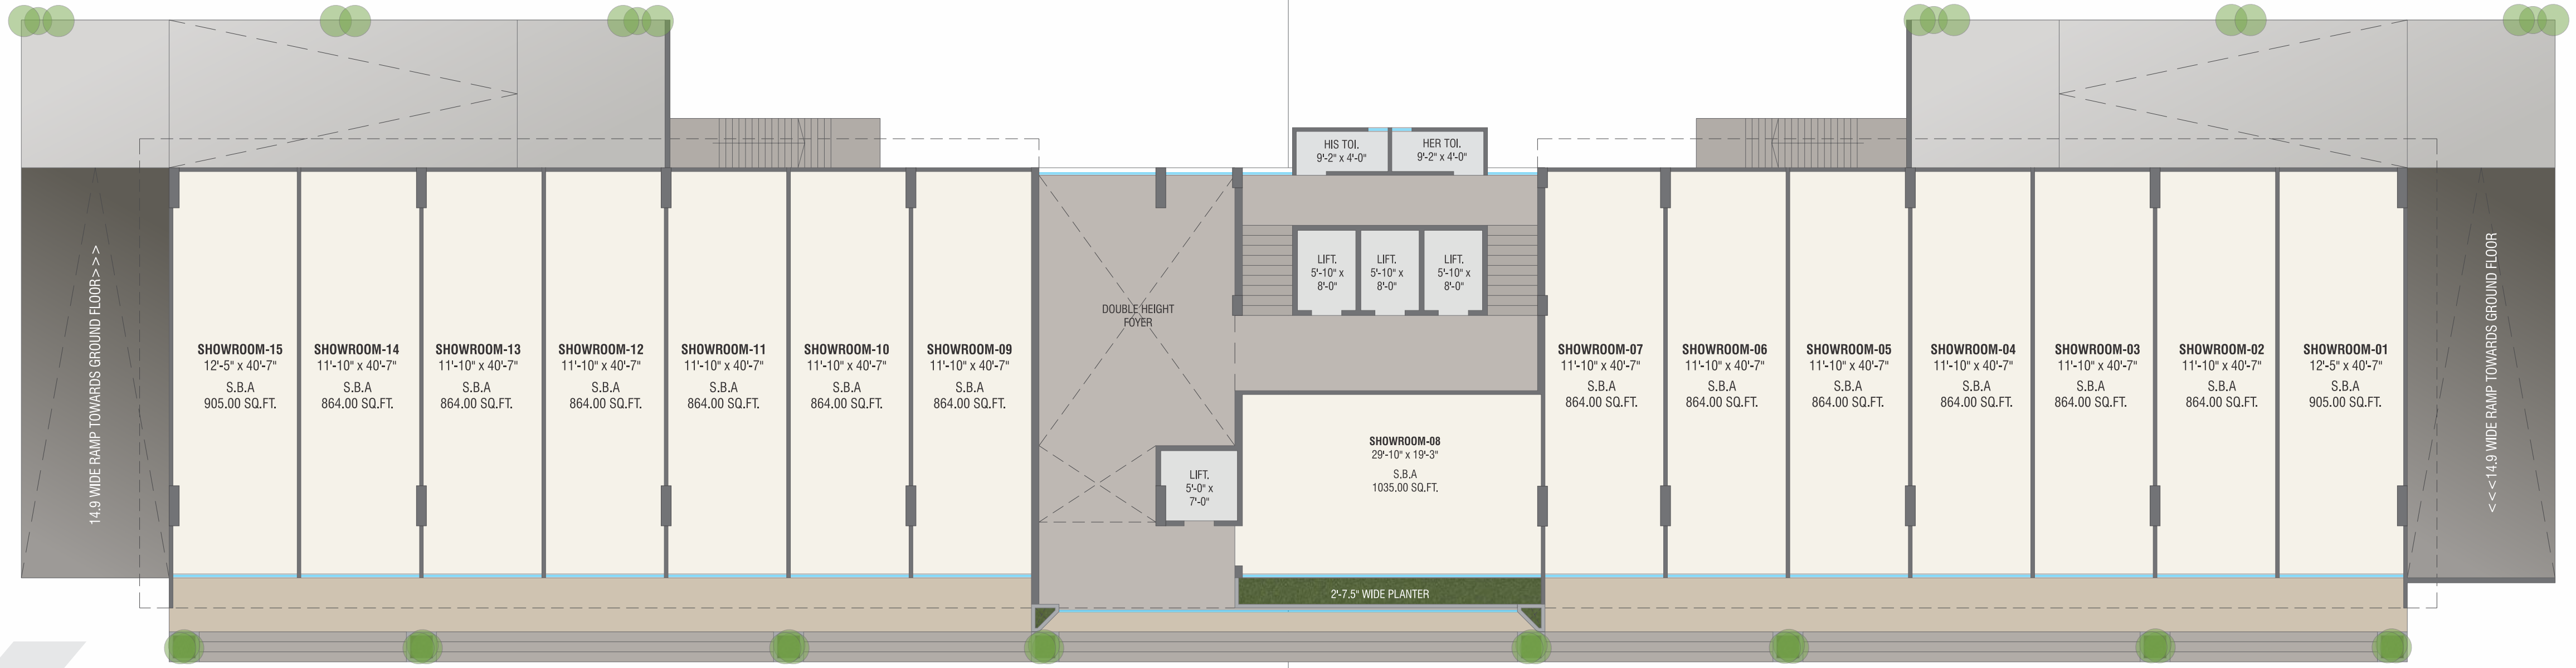 HIS TOI.
9'-2" x 4'-0"
HER TOI.
9'-2" x 4'-0"
LIFT.
5'-10" x
8'-0"
LIFT.
5'-10" x
8'-0"
LIFT.
5'-10" x
8'-0"
DOUBLE HEIGHT
FOYER
14.9 WIDE RAMP TOWARDS GROUND FLOOR> > >
SHOWROOM-15
12'-5" x 40'-7"
S.B.A
905.00 SQ.FT.
SHOWROOM-14
11'-10" x 40'-7"
S.B.A
864.00 SQ.FT.
SHOWROOM-13
11'-10" x 40'-7"
S.B.A
864.00 SQ.FT.
SHOWROOM-12
11'-10" x 40'-7"
S.B.A
864.00 SQ.FT.
SHOWROOM-11
11'-10" x 40'-7"
S.B.A
864.00 SQ.FT.
SHOWROOM-10
11'-10" x 40'-7"
S.B.A
864.00 SQ.FT.
SHOWROOM-09
11'-10" x 40'-7"
S.B.A
864.00 SQ.FT.
SHOWROOM-07
11'-10" x 40'-7"
S.B.A
864.00 SQ.FT.
SHOWROOM-06
11'-10" x 40'-7"
S.B.A
864.00 SQ.FT.
SHOWROOM-05
11'-10" x 40'-7"
S.B.A
864.00 SQ.FT.
SHOWROOM-04
11'-10" x 40'-7"
S.B.A
864.00 SQ.FT.
SHOWROOM-03
11'-10" x 40'-7"
S.B.A
864.00 SQ.FT.
SHOWROOM-02
11'-10" x 40'-7"
S.B.A
864.00 SQ.FT.
SHOWROOM-01
12'-5" x 40'-7"
S.B.A
905.00 SQ.FT.
< < <14.9 WIDE RAMP TOWARDS GROUND FLOOR
SHOWROOM-08
29'-10" x 19'-3"
S.B.A
1035.00 SQ.FT.
LIFT.
5'-0" x
7'-0"
2'-7.5" WIDE PLANTER